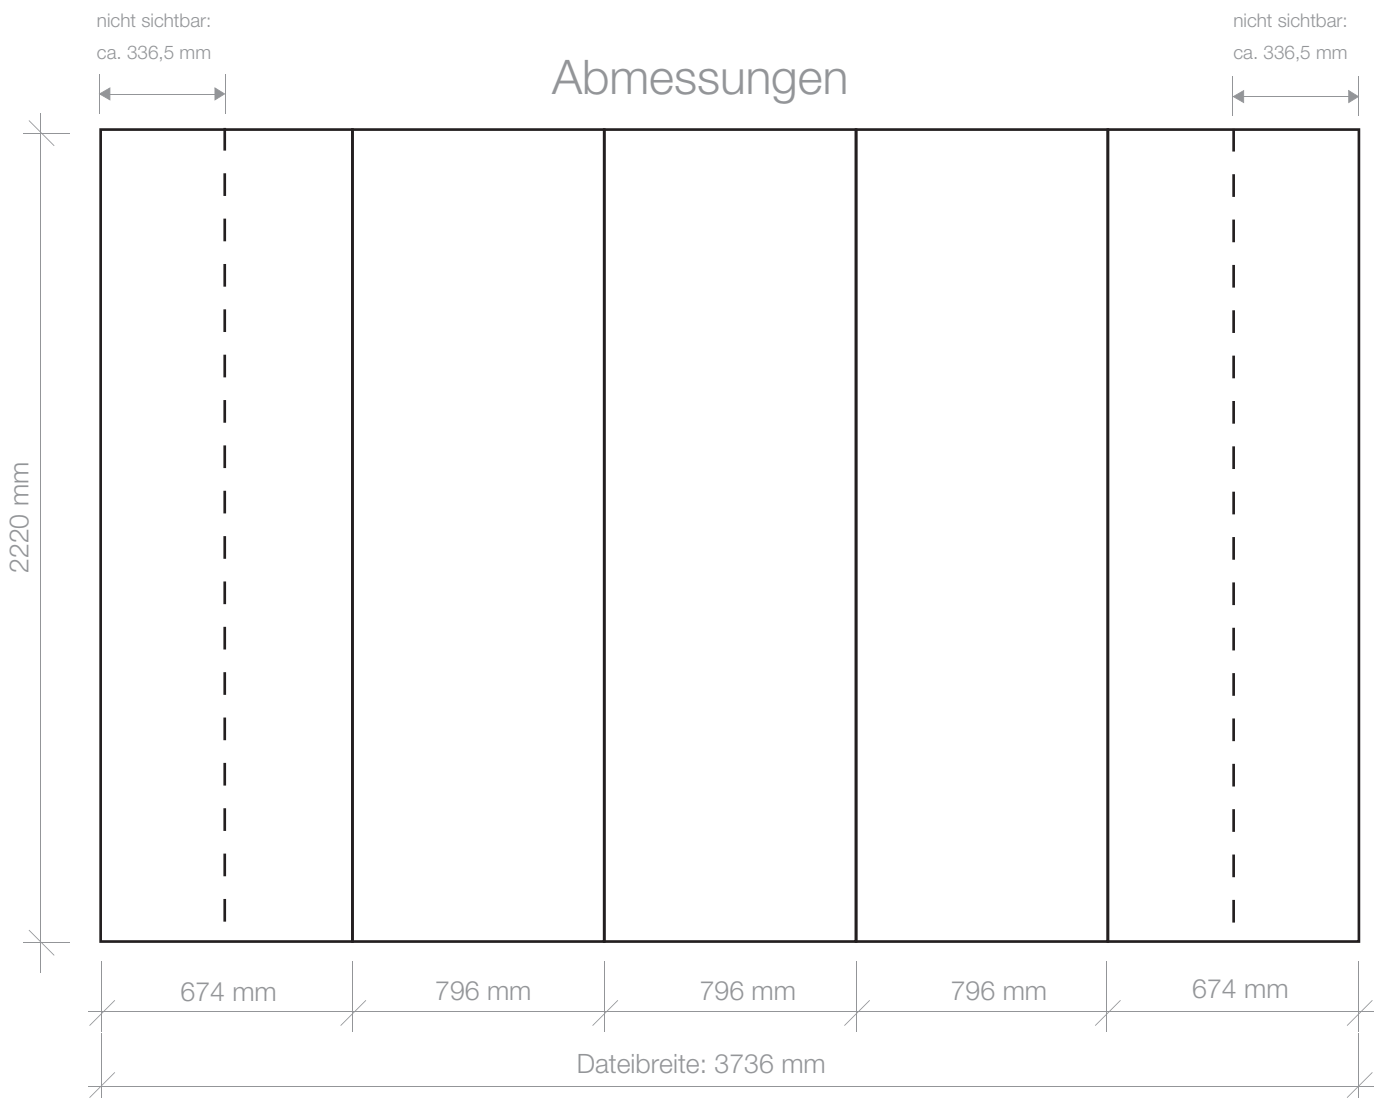 nicht sichtbar:
ca. 336,5 mm
nicht sichtbar:
ca. 336,5 mm
Abmessungen
2220 mm
674 mm
796 mm
796 mm
796 mm
674 mm
Dateibreite: 3736 mm